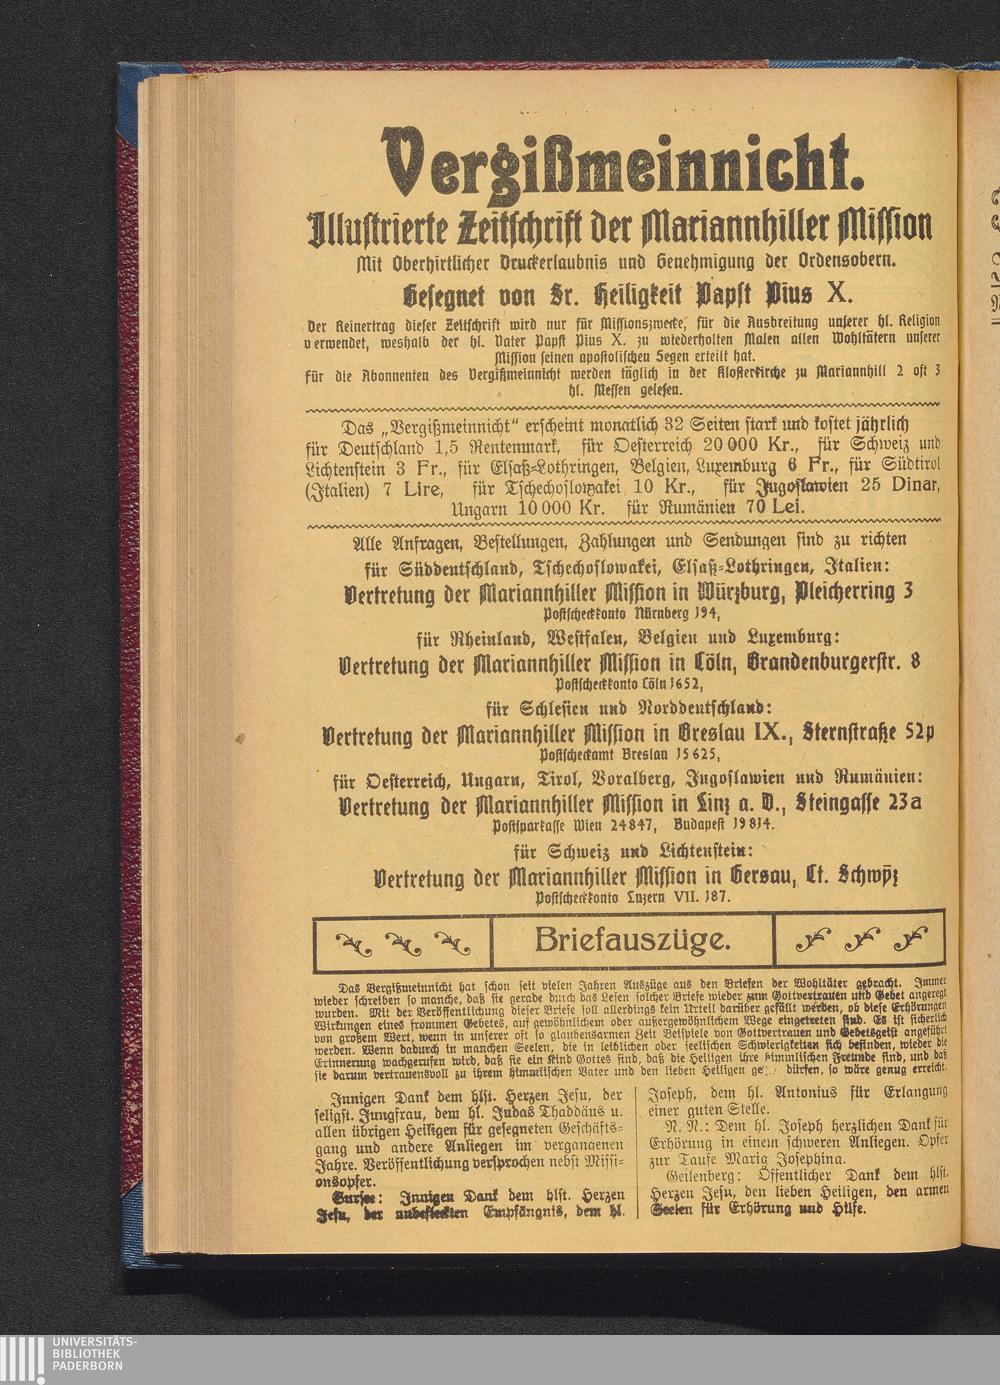 Vergißmeinnicht.
Illustrierte Zeitschrift der Mariannhiller Mission
Mit Oberhirtlicher Druckerlaubnis und Genehmigung der Ordensobern.
Gesegnet von Sr. Heiligkeit Papst Pius X.
Der Reinertrag dieser Zeitschrift wird nur für Missionszwecke, für die Ausbreitung unserer hl. Religion
verwendet, weshalb der hl. Vater Papst Pius X. zu wiederholten Malen allen Wohltätern unserer
Mission seinen apostolischen Segen erteilt hat.
Für die Abonnenten des Vergißmeinnicht werden täglich in der Klosterkirche zu Mariannhill 2 oft 3
hl. Messen gelesen.
Das „Vergißmeinnicht“ erscheint monatlich 32 Seiten stark und kostet jährlich
für Deutschland 1,5 Rentenmark, für Oesterreich 20 000 Kr., für Schweiz und
Lichtenstein 3 Fr., für Elsaß-Lothringen, Belgien, Luxemburg 6 Fr., für Südtirol
(Italien) 7 Lire, für Tschechoslowakei 10 Kr., für Jugoslawien 25 Dinar,
Ungarn 10 000 Kr. für Rumänien 70 Lei.
Alle Anfragen, Bestellungen, Zahlungen und Sendungen sind zu richten
für Süddeutschland, Tschechoslowakei, Elsaß-Lothringen, Italien:
Vertretung der Mariannhiller Mission in Würzburg, Pleicherring 3
Postscheckkonto Nürnberg 194,
für Rheinland, Westfalen, Belgien und Luxemburg:
Vertretung der Mariannhiller Mission in Cöln, Brandenburgerstr. 8
Postscheckkonto Cöln 1652,
für Schlesien und Norddeutschland:
Vertretung der Mariannhiller Mission in Breslau IX., Sternstraße 52p
Postscheckamt Breslau 15 625,
für Oesterreich, Ungarn, Tirol, Voralberg, Jugoslawien und Rumänien:
Vertretung der Mariannhiller Mission in Linz a. D., Steingasse 23a
Postsparkasse Wien 24847, Budapest 19814.
für Schweiz und Lichtenstein:
Vertretung der Mariannhiller Mission in Gersau, Ct. Schwyz
Postscheckkonto Luzern VII. 187.
Briefauszüge.
Das Vergißmeinnicht hat schon seit vielen Jahren Auszüge aus den Briefen der Wohltäter gebracht. Immer
wieder schreiben so manche, daß sie gerade durch das Lesen solcher Briefe wieder zum Gottvertrauen und Gebet angeregt
wurden. Mit der Veröffentlichung dieser Briefe soll allerdings kein Urteil darüber gefällt werden, ob diese Erhörungen
Wirkungen eines frommen Gebetes, auf gewöhnlichem oder außergewöhnlichem Wege eingetreten sind. Es ist sicherlich
von großem Wert, wenn in unserer oft so glaubensarmen Zeit Beispiele von Gottvertrauen und Gebetsgeist angeführt
werden. Wenn dadurch in manchen Seelen, die in leiblichen oder seelischen Schwierigkeiten sich befinden, wieder die
Erinnerung wachgerufen wird, daß sie ein Kind Gottes sind, daß die Heiligen ihre himmlischen Freunde sind, und daß
sie darum vertrauensvoll zu ihrem himmlischen Vater und den lieben Heiligen dürfen, so wäre genug erreicht.
Innigen Dank dem hlst. Herzen Jesu, der
seligst. Jungfrau, dem hl. Judas Thaddäus u.
allen übrigen Heiligen für gesegneten Geschäfts-
gang und andere Anliegen im vergangenen
Jahre. Veröffentlichung versprochen nebst Missi-
onsopfer.
Sursee: Innigen Dank dem hlst. Herzen
Jesu, der unbefleckten Empfängnis, dem hl.
Joseph, dem hl. Antonius für Erlangung
einer guten Stelle.
N. N.: Dem hl. Joseph herzlichen Dank für
Erhörung in einem schweren Anliegen. Opfer
zur Taufe Maria Josephina.
Geilenberg: Öffentlicher Dank dem hlst.
Herzen Jesu, den lieben Heiligen, den armen
Seelen für Erhörung und Hilfe.
UNIVERSITÄTS-
BIBLIOTHEK
PADERBORN